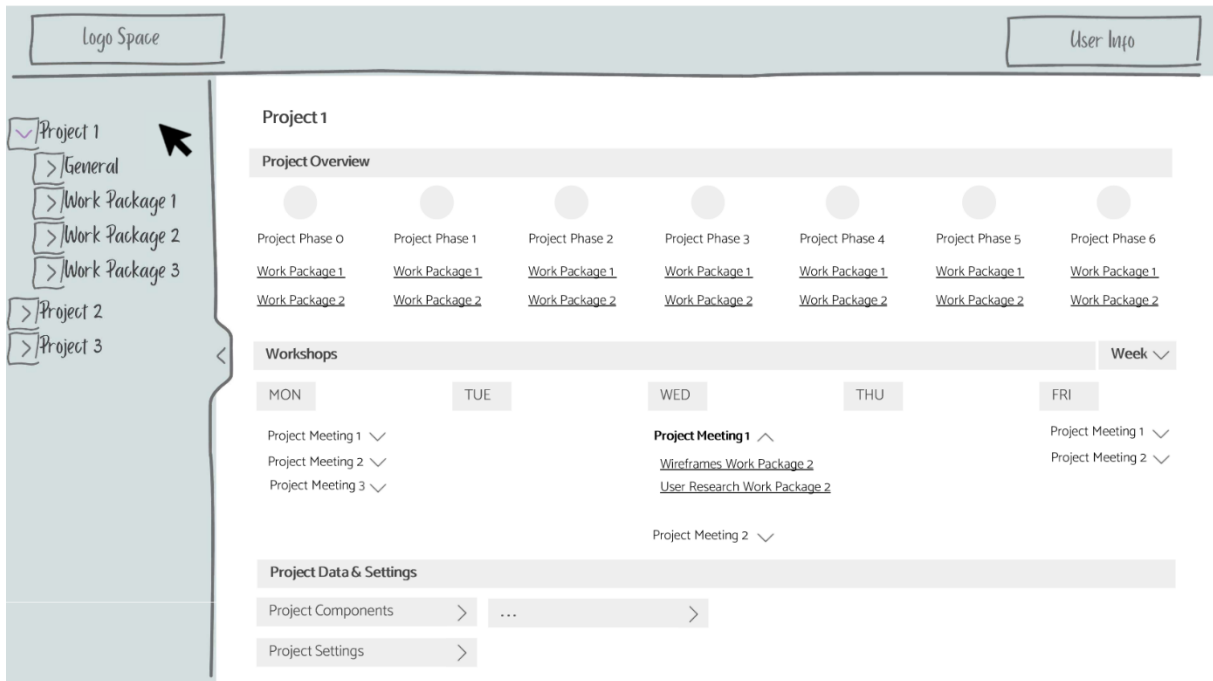 Logo Space
User Info
Project 1
General
Work Package 1
Work Package 2
Work Package 3
Project 2
Project 3
Project 1
Project Overview
Project Phase 0 Project Phase 1 Project Phase 2 Project Phase 3 Project Phase 4 Project Phase 5 Project Phase 6
Work Package 1 Work Package 1 Work Package 1 Work Package 1 Work Package 1 Work Package 1 Work Package 1
Work Package 2 Work Package 2 Work Package 2 Work Package 2 Work Package 2 Work Package 2 Work Package 2
Workshops Week
MON TUE WED THU FRI
Project Meeting 1
Project Meeting 2
Project Meeting 3
Project Meeting 1
Wireframes Work Package 2
User Research Work Package 2
Project Meeting 2
Project Meeting 1
Project Meeting 2
Project Data & Settings
Project Components ...
Project Settings